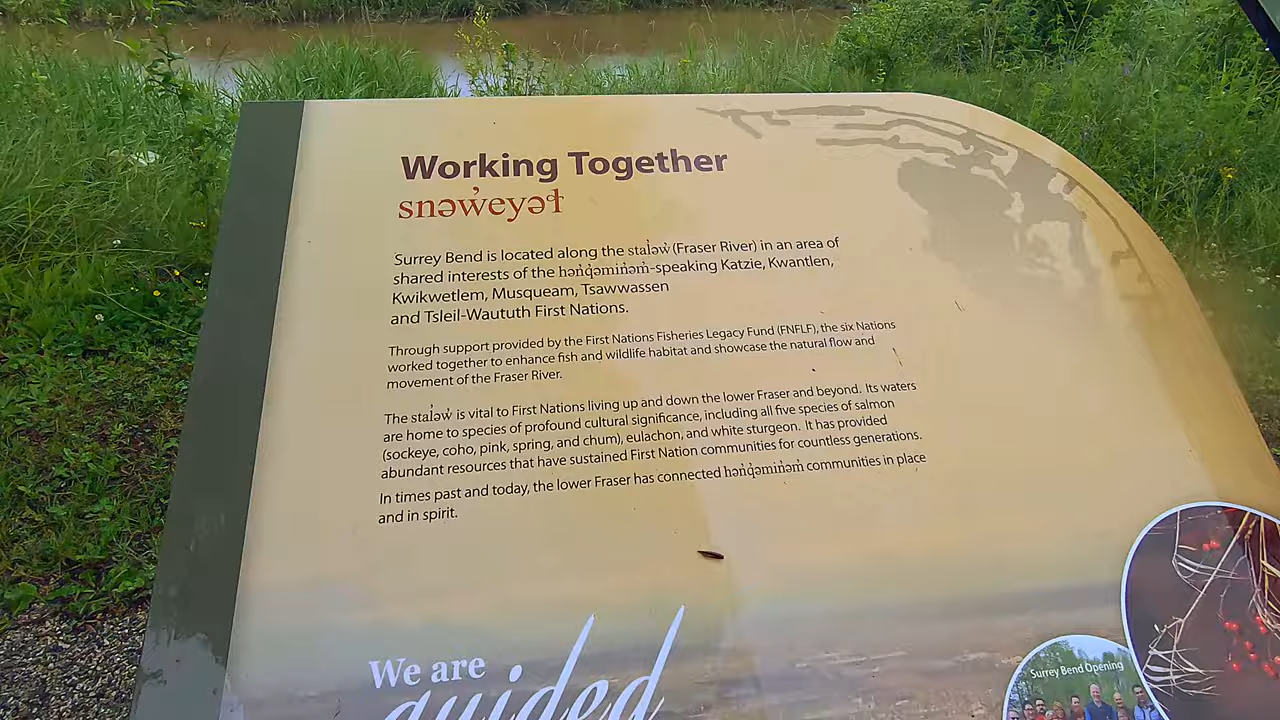 Working Together
snəw̓eyəɬ
Surrey Bend is located along the stal̓əw̓ (Fraser River) in an area of
shared interests of the hən̓q̓əmin̓əm̓-speaking Katzie, Kwantlen,
Kwikwetlem, Musqueam, Tsawwassen
and Tsleil-Waututh First Nations.
Through support provided by the First Nations Fisheries Legacy Fund (FNFLF), the six Nations
worked together to enhance fish and wildlife habitat and showcase the natural flow and
movement of the Fraser River.
The stal̓əw̓ is vital to First Nations living up and down the lower Fraser and beyond. Its waters
are home to species of profound cultural significance, including all five species of salmon
(sockeye, coho, pink, spring, and chum), eulachon, and white sturgeon. It has provided
abundant resources that have sustained First Nation communities for countless generations.
In times past and today, the lower Fraser has connected hən̓q̓əmin̓əm̓ communities in place
and in spirit.
We are
guided
Surrey Bend Opening